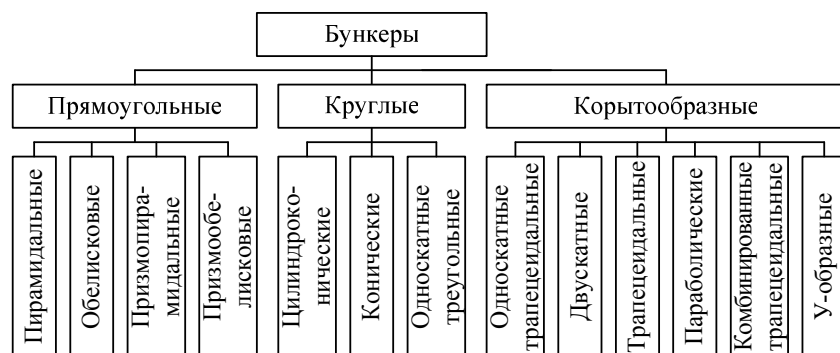 Бункеры
Прямоугольные
Круглые
Корытообразные
Пирамидальные
Обелисковые
Призмопира-
мидальные
Призмообе-
лисковые
Цилиндроко-
нические
Конические
Односкатные
треугольные
Односкатные
трапецеидальные
Двускатные
Трапецеидальные
Параболические
Комбинированные
трапецеидальные
У-образные